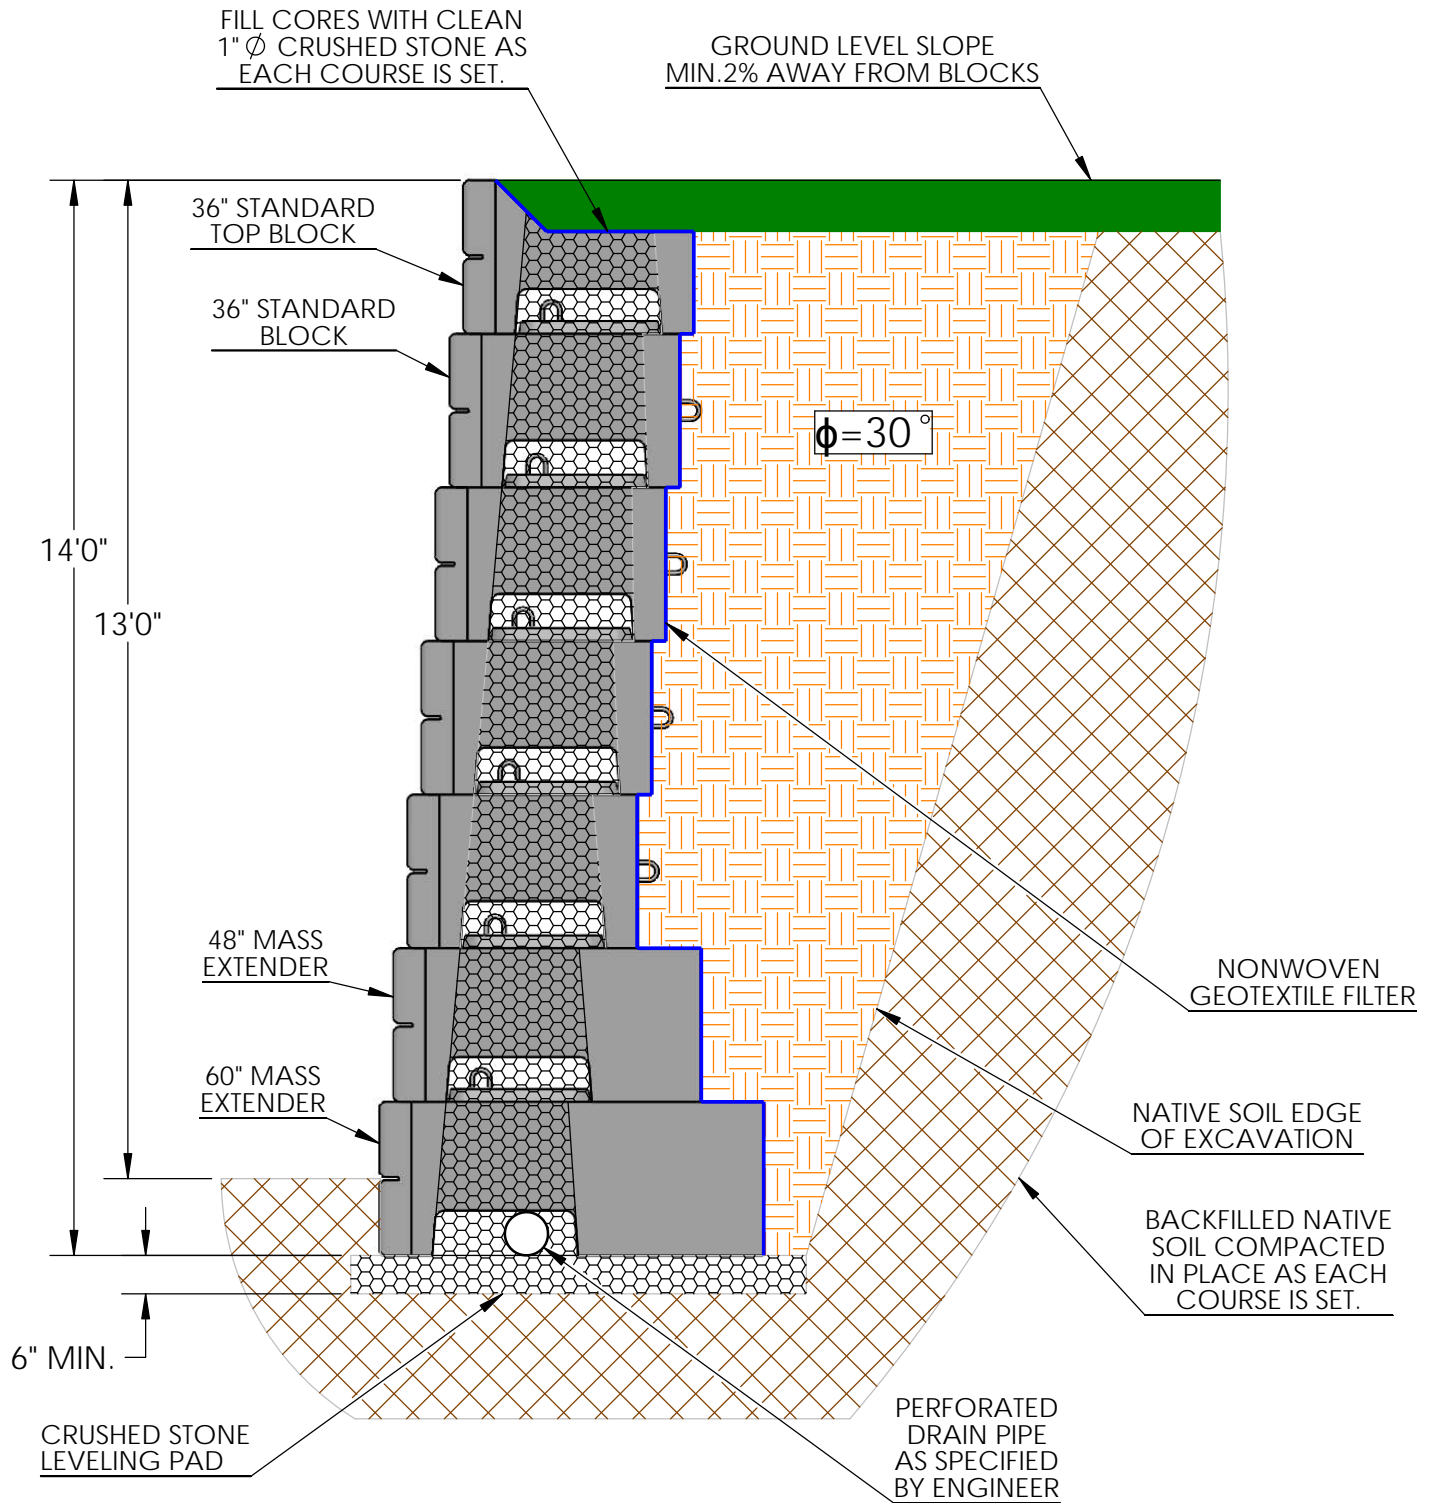 FILL CORES WITH CLEAN
1" Ø CRUSHED STONE AS
EACH COURSE IS SET.
GROUND LEVEL SLOPE
MIN.2% AWAY FROM BLOCKS
36" STANDARD
TOP BLOCK
36" STANDARD
BLOCK
ϕ=30°
14'0"
13'0"
48" MASS
EXTENDER
NONWOVEN
GEOTEXTILE FILTER
60" MASS
EXTENDER
NATIVE SOIL EDGE
OF EXCAVATION
BACKFILLED NATIVE
SOIL COMPACTED
IN PLACE AS EACH
COURSE IS SET.
6" MIN.
CRUSHED STONE
LEVELING PAD
PERFORATED
DRAIN PIPE
AS SPECIFIED
BY ENGINEER